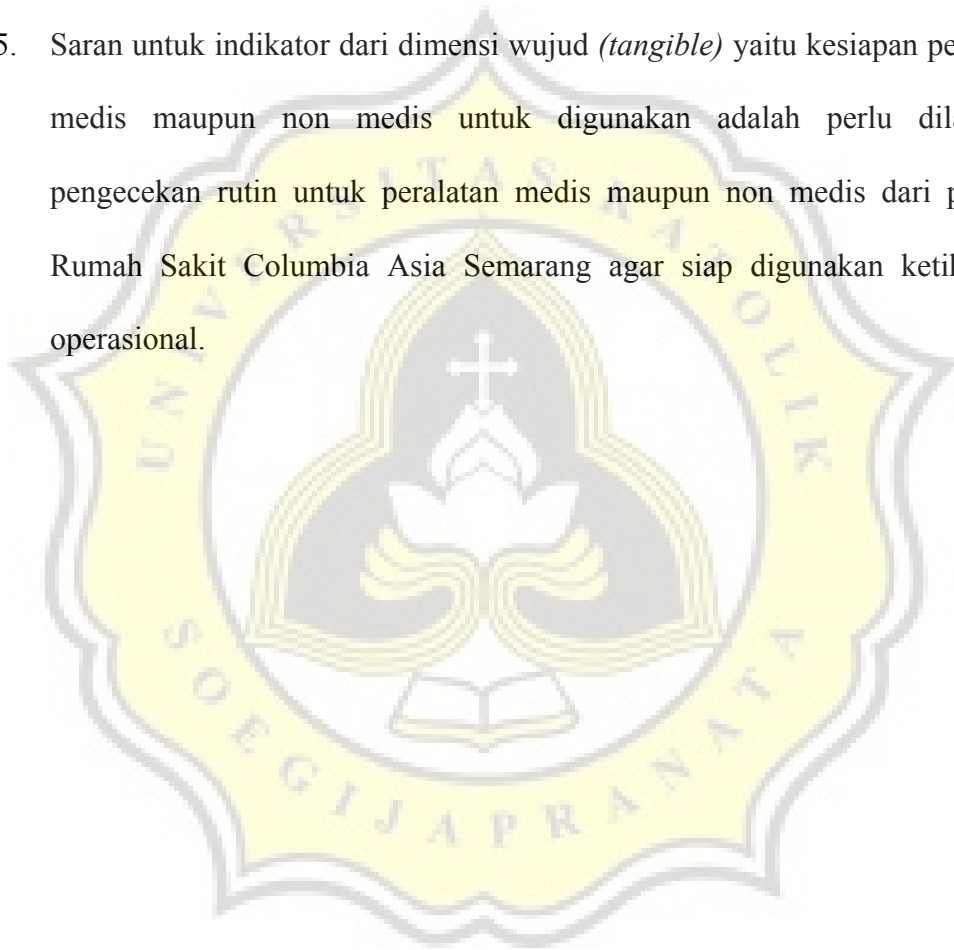 5. Saran untuk indikator dari dimensi wujud (tangible) yaitu kesiapan pe
medis maupun non medis untuk digunakan adalah perlu dila
pengecekan rutin untuk peralatan medis maupun non medis dari p
Rumah Sakit Columbia Asia Semarang agar siap digunakan ketik
operasional.
UNIVERSITAS KATOLIK
SOEGIJAPRANATA